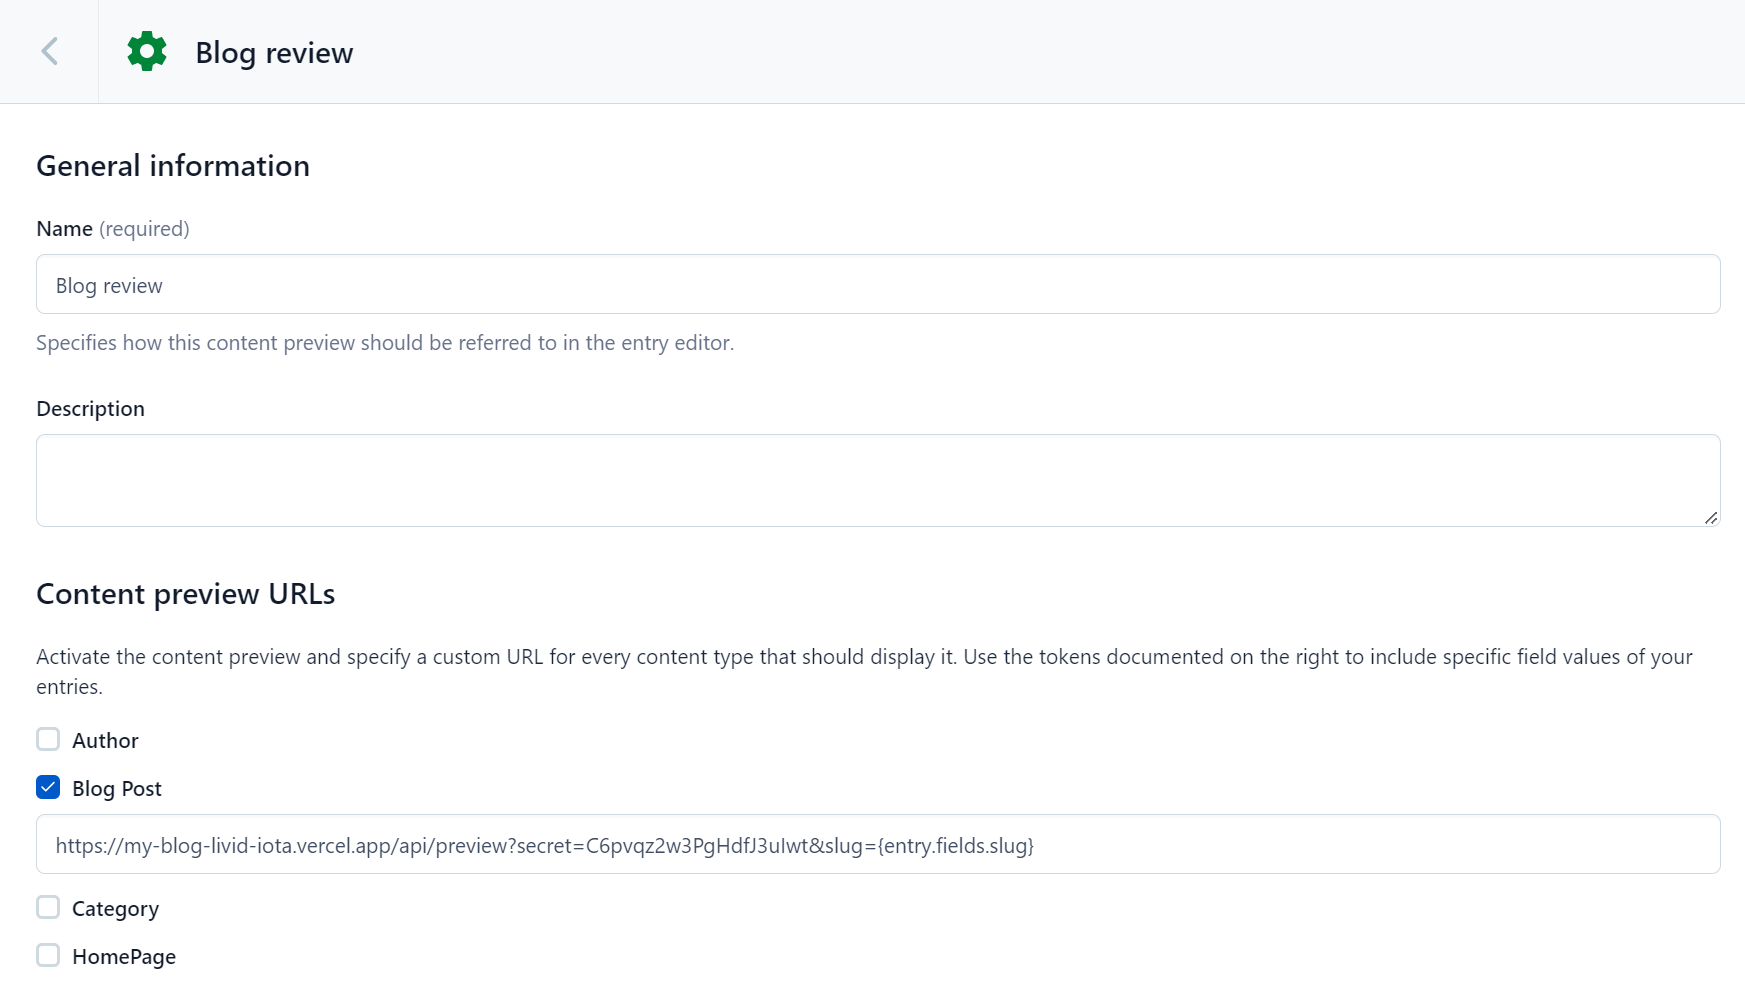 Blog review
General information
Name (required)
Blog review
Specifies how this content preview should be referred to in the entry editor.
Description
Content preview URLs
Activate the content preview and specify a custom URL for every content type that should display it. Use the tokens documented on the right to include specific field values of your
entries.
Author
Blog Post
https://my-blog-livid-iota.vercel.app/api/preview?secret=C6pvqz2w3PgHdfJ3uIwt&slug={entry.fields.slug}
Category
HomePage